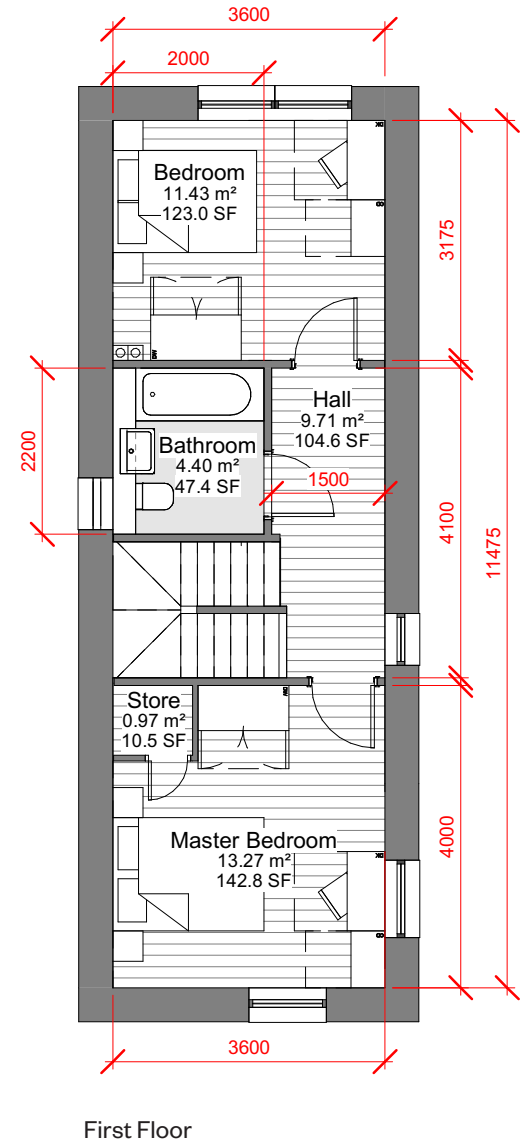 3600
2000
Bedroom
11.43 m²
123.0 SF
3175
Hall
9.71 m²
104.6 SF
Bathroom
4.40 m²
47.4 SF
2200
1500
4100
11475
Store
0.97 m²
10.5 SF
Master Bedroom
13.27 m²
142.8 SF
4000
3600
First Floor